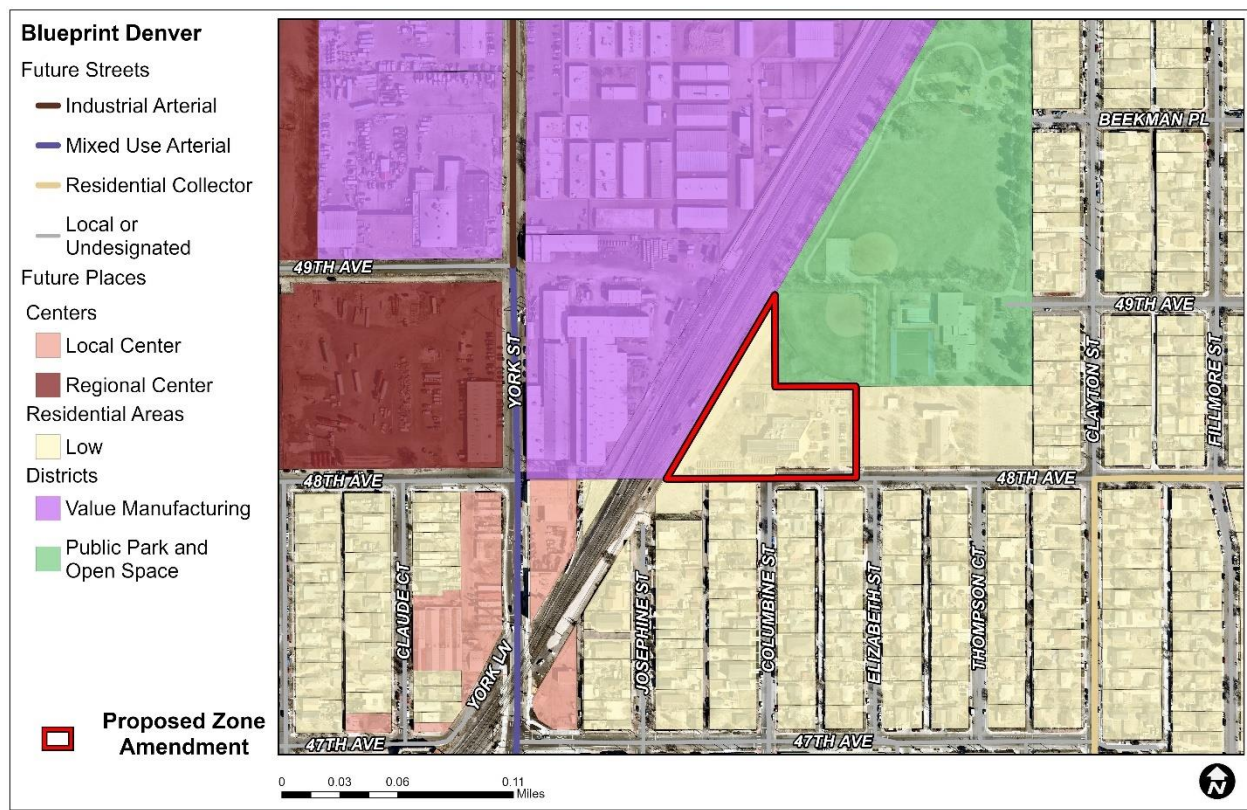 Blueprint Denver
Future Streets
Industrial Arterial
Mixed Use Arterial
Residential Collector
Local or
Undesignated
Future Places
Centers
Local Center
Regional Center
Residential Areas
Low
Districts
Value Manufacturing
Public Park and
Open Space
Proposed Zone
Amendment
BEEKMAN PL
49TH AVE
49TH AVE
YORK ST
CLAYTON ST
FILLMORE ST
48TH AVE
48TH AVE
CLAUDE CT
YORK LN
JOSEPHINE ST
COLUMBINE ST
ELIZABETH ST
THOMPSON CT
47TH AVE
47TH AVE
0 0.03 0.06 0.11
Miles
N